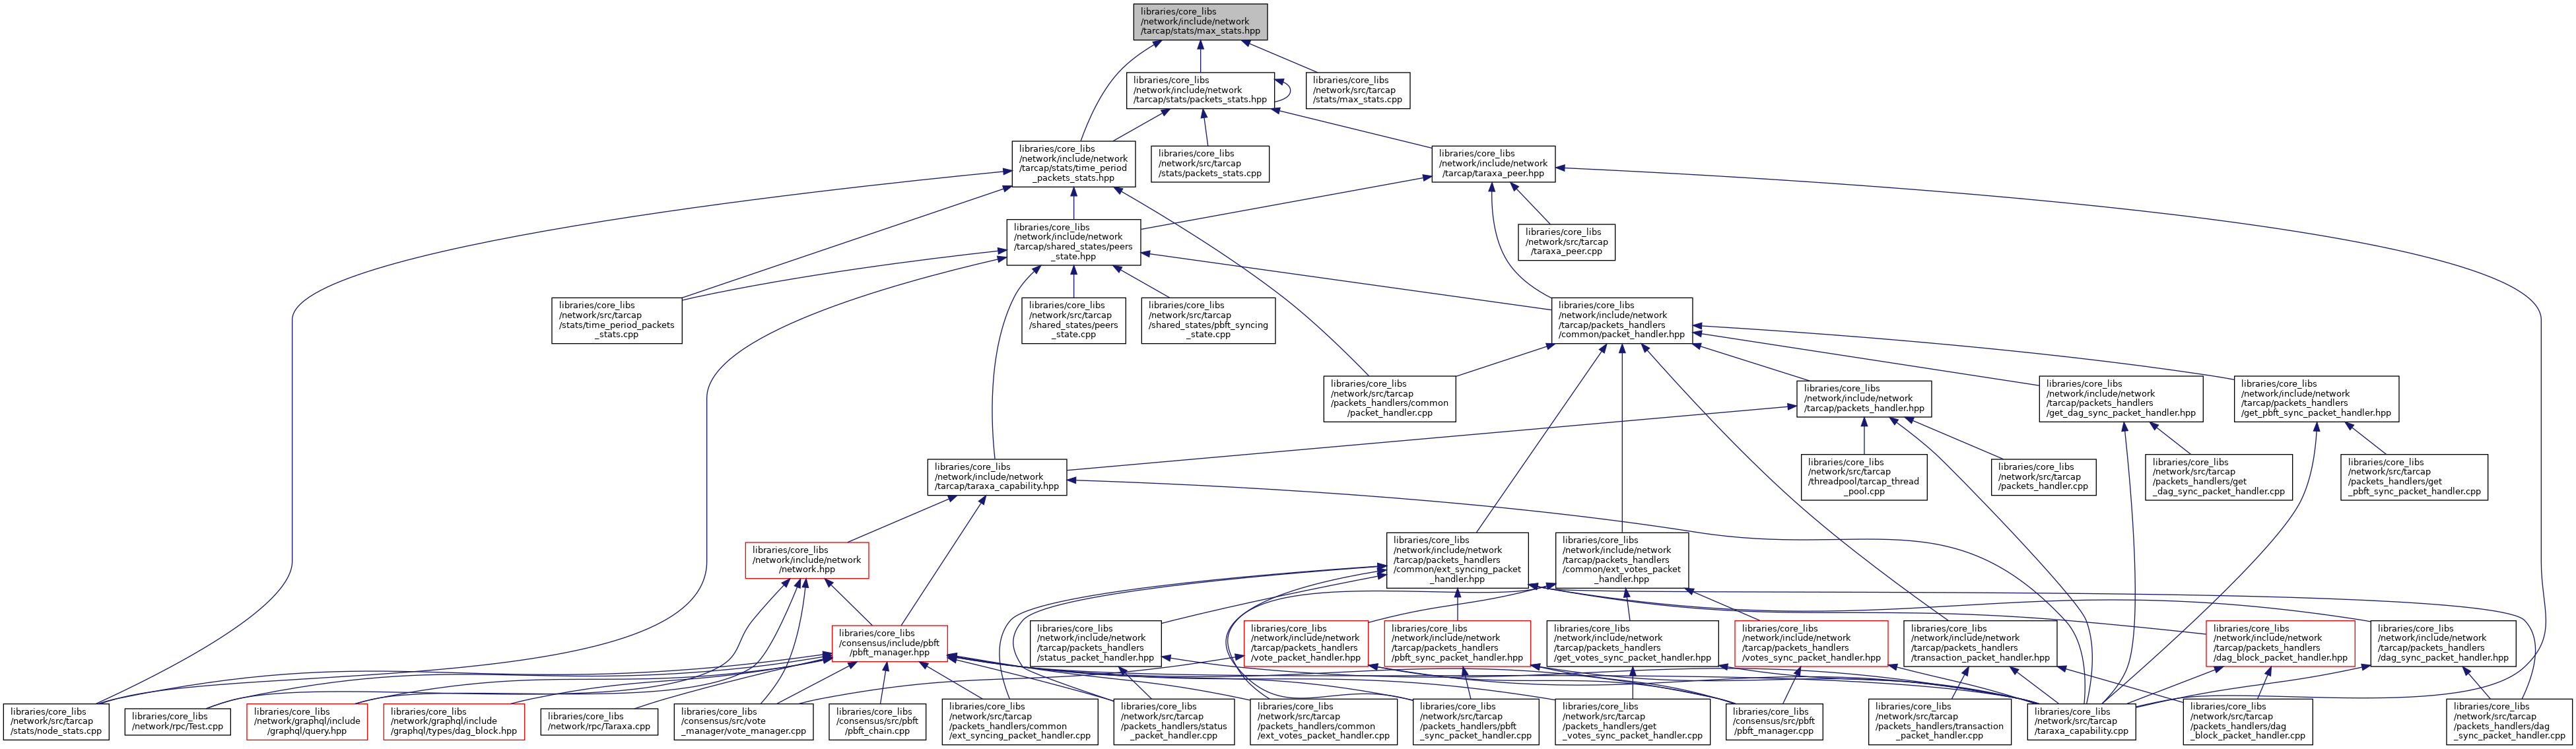 libraries/core_libs
/network/include/network
/tarcap/stats/max_stats.hpp
libraries/core_libs
/network/include/network
/tarcap/stats/packets_stats.hpp
libraries/core_libs
/network/src/tarcap
/stats/max_stats.cpp
libraries/core_libs
/network/include/network
/tarcap/stats/time_period
_packets_stats.hpp
libraries/core_libs
/network/src/tarcap
/stats/packets_stats.cpp
libraries/core_libs
/network/include/network
/tarcap/taraxa_peer.hpp
libraries/core_libs
/network/include/network
/tarcap/shared_states/peers
_state.hpp
libraries/core_libs
/network/src/tarcap
/taraxa_peer.cpp
libraries/core_libs
/network/src/tarcap
/stats/time_period_packets
_stats.cpp
libraries/core_libs
/network/src/tarcap
/shared_states/peers
_state.cpp
libraries/core_libs
/network/src/tarcap
/shared_states/pbft_syncing
_state.cpp
libraries/core_libs
/network/include/network
/tarcap/packets_handlers
/common/packet_handler.hpp
libraries/core_libs
/network/src/tarcap
/packets_handlers/common
/packet_handler.cpp
libraries/core_libs
/network/include/network
/tarcap/packets_handler.hpp
libraries/core_libs
/network/include/network
/tarcap/packets_handlers
/get_dag_sync_packet_handler.hpp
libraries/core_libs
/network/include/network
/tarcap/packets_handlers
/get_pbft_sync_packet_handler.hpp
libraries/core_libs
/network/include/network
/tarcap/taraxa_capability.hpp
libraries/core_libs
/network/src/tarcap
/threadpool/tarcap_thread
_pool.cpp
libraries/core_libs
/network/src/tarcap
/packets_handler.cpp
libraries/core_libs
/network/src/tarcap
/packets_handlers/get
_dag_sync_packet_handler.cpp
libraries/core_libs
/network/src/tarcap
/packets_handlers/get
_pbft_sync_packet_handler.cpp
libraries/core_libs
/network/include/network
/network.hpp
libraries/core_libs
/network/include/network
/tarcap/packets_handlers
/common/ext_syncing_packet
_handler.hpp
libraries/core_libs
/network/include/network
/tarcap/packets_handlers
/common/ext_votes_packet
_handler.hpp
libraries/core_libs
/consensus/include/pbft
/pbft_manager.hpp
libraries/core_libs
/network/include/network
/tarcap/packets_handlers
/status_packet_handler.hpp
libraries/core_libs
/network/include/network
/tarcap/packets_handlers
/vote_packet_handler.hpp
libraries/core_libs
/network/include/network
/tarcap/packets_handlers
/pbft_sync_packet_handler.hpp
libraries/core_libs
/network/include/network
/tarcap/packets_handlers
/get_votes_sync_packet_handler.hpp
libraries/core_libs
/network/include/network
/tarcap/packets_handlers
/votes_sync_packet_handler.hpp
libraries/core_libs
/network/include/network
/tarcap/packets_handlers
/transaction_packet_handler.hpp
libraries/core_libs
/network/include/network
/tarcap/packets_handlers
/dag_block_packet_handler.hpp
libraries/core_libs
/network/include/network
/tarcap/packets_handlers
/dag_sync_packet_handler.hpp
libraries/core_libs
/network/src/tarcap
/stats/node_stats.cpp
libraries/core_libs
/network/rpc/Test.cpp
libraries/core_libs
/network/graphql/include
/graphql/query.hpp
libraries/core_libs
/network/graphql/include
/graphql/types/dag_block.hpp
libraries/core_libs
/network/rpc/Taraxa.cpp
libraries/core_libs
/consensus/src/vote
_manager/vote_manager.cpp
libraries/core_libs
/consensus/src/pbft
/pbft_chain.cpp
libraries/core_libs
/network/src/tarcap
/packets_handlers/common
/ext_syncing_packet_handler.cpp
libraries/core_libs
/network/src/tarcap
/packets_handlers/status
_packet_handler.cpp
libraries/core_libs
/network/src/tarcap
/packets_handlers/common
/ext_votes_packet_handler.cpp
libraries/core_libs
/network/src/tarcap
/packets_handlers/pbft
_sync_packet_handler.cpp
libraries/core_libs
/network/src/tarcap
/packets_handlers/get
_votes_sync_packet_handler.cpp
libraries/core_libs
/consensus/src/pbft
/pbft_manager.cpp
libraries/core_libs
/network/src/tarcap
/packets_handlers/transaction
_packet_handler.cpp
libraries/core_libs
/network/src/tarcap
/taraxa_capability.cpp
libraries/core_libs
/network/src/tarcap
/packets_handlers/dag
_block_packet_handler.cpp
libraries/core_libs
/network/src/tarcap
/packets_handlers/dag
_sync_packet_handler.cpp